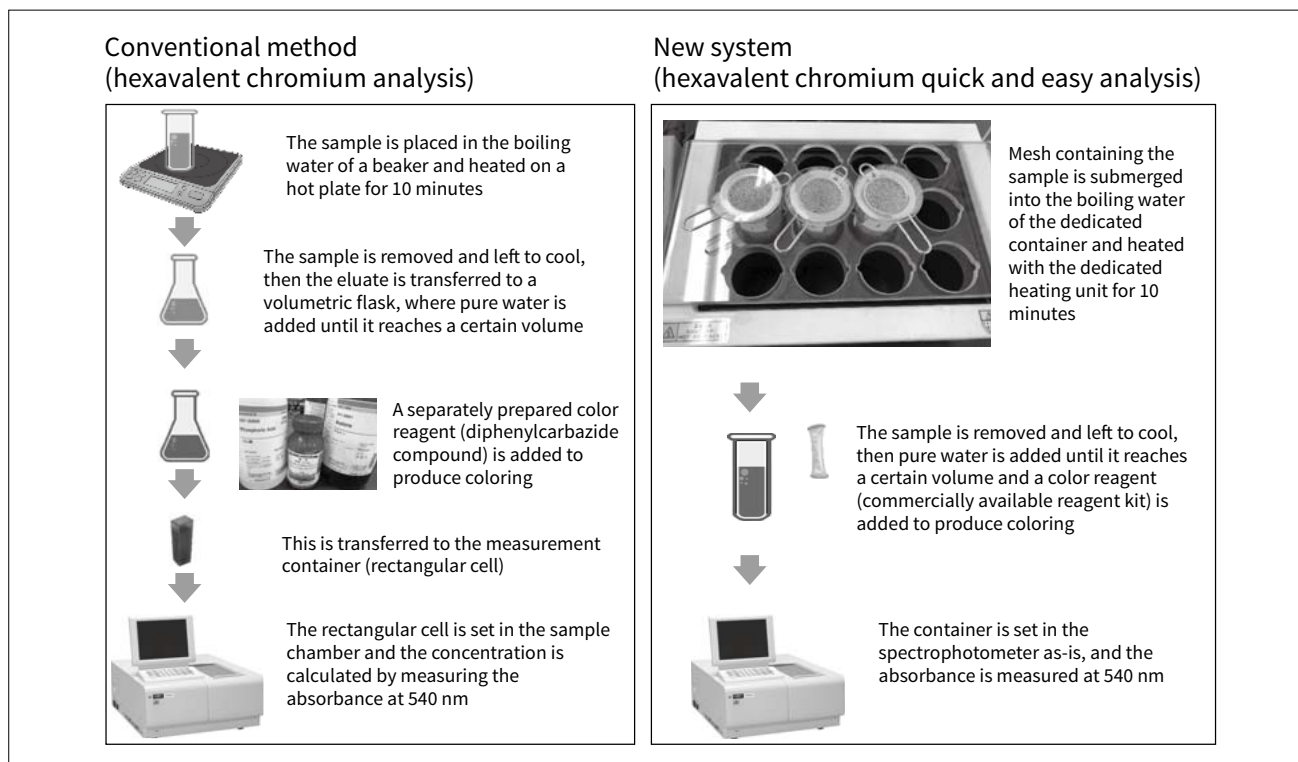 Conventional method
(hexavalent chromium analysis)
The sample is placed in the boiling
water of a beaker and heated on a
hot plate for 10 minutes
The sample is removed and left to cool,
then the eluate is transferred to a
volumetric flask, where pure water is
added until it reaches a certain volume
A separately prepared color
reagent (diphenylcarbazide
compound) is added to
produce coloring
This is transferred to the measurement
container (rectangular cell)
The rectangular cell is set in the sample
chamber and the concentration is
calculated by measuring the
absorbance at 540 nm
New system
(hexavalent chromium quick and easy analysis)
Mesh containing the
sample is submerged
into the boiling water
of the dedicated
container and heated
with the dedicated
heating unit for 10
minutes
The sample is removed and left to cool,
then pure water is added until it reaches
a certain volume and a color reagent
(commercially available reagent kit) is
added to produce coloring
The container is set in the
spectrophotometer as-is, and the
absorbance is measured at 540 nm